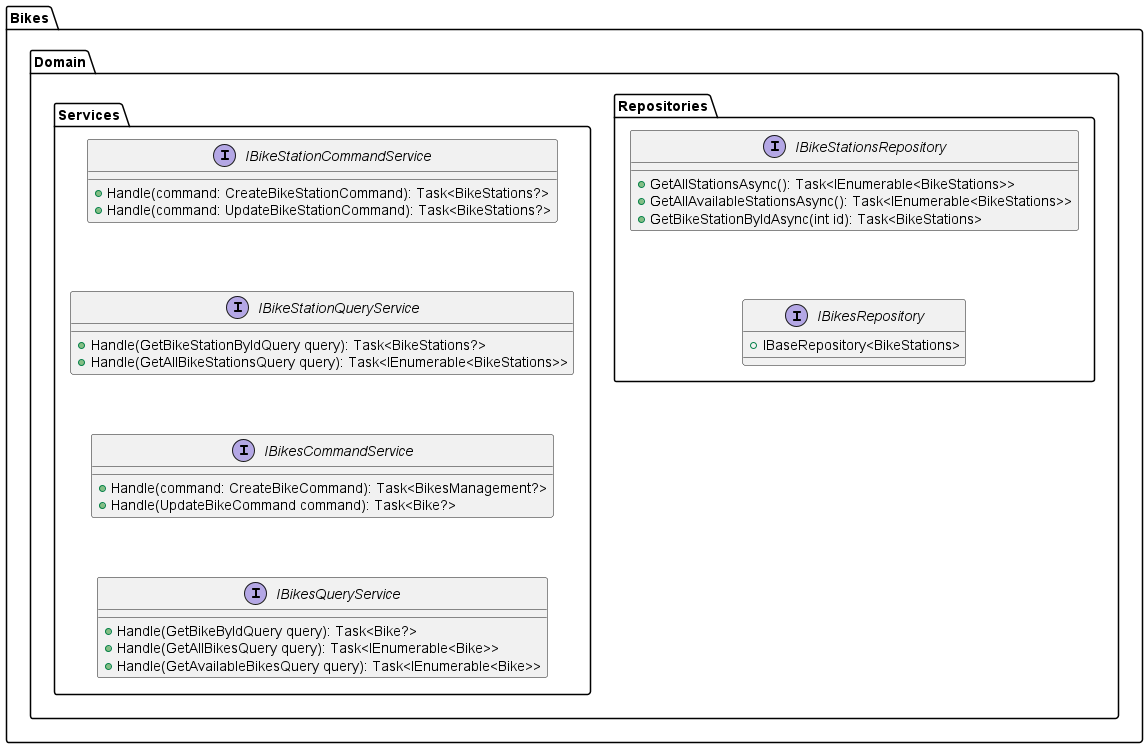 Bikes
Domain
Services
I IBikeStationCommandService
Handle(command: CreateBikeStationCommand): Task<BikeStations?>
Handle(command: UpdateBikeStationCommand): Task<BikeStations?>
I IBikeStationQueryService
Handle(GetBikeStationByIdQuery query): Task<BikeStations?>
Handle(GetAllBikeStationsQuery query): Task<IEnumerable<BikeStations>>
I IBikesCommandService
Handle(command: CreateBikeCommand): Task<BikesManagement?>
Handle(UpdateBikeCommand command): Task<Bike?>
I IBikesQueryService
Handle(GetBikeByIdQuery query): Task<Bike?>
Handle(GetAllBikesQuery query): Task<IEnumerable<Bike>>
Handle(GetAvailableBikesQuery query): Task<IEnumerable<Bike>>
Repositories
I IBikeStationsRepository
GetAllStationsAsync(): Task<IEnumerable<BikeStations>>
GetAllAvailableStationsAsync(): Task<IEnumerable<BikeStations>>
GetBikeStationByIdAsync(int id): Task<BikeStations>
I IBikesRepository
IBaseRepository<BikeStations>